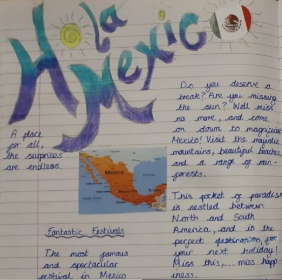 Hola
Mexico
A place
for all,
the surprises
are endless.
Mexico
Do you deserve a
break? Are you missing
the sun? Well miss
no more, and come
on down to magnificent
Mexico! Visit the majestic
mountains, beautiful beaches
and a range of rain-
forests.
This pocket of paradise
is nestled between
North and South
America, and is the
perfect destination for
your next holiday!
Miss this,....miss happ-
iness.
Fantastic Festivals
The most famous
and spectacular
festival in Mexico